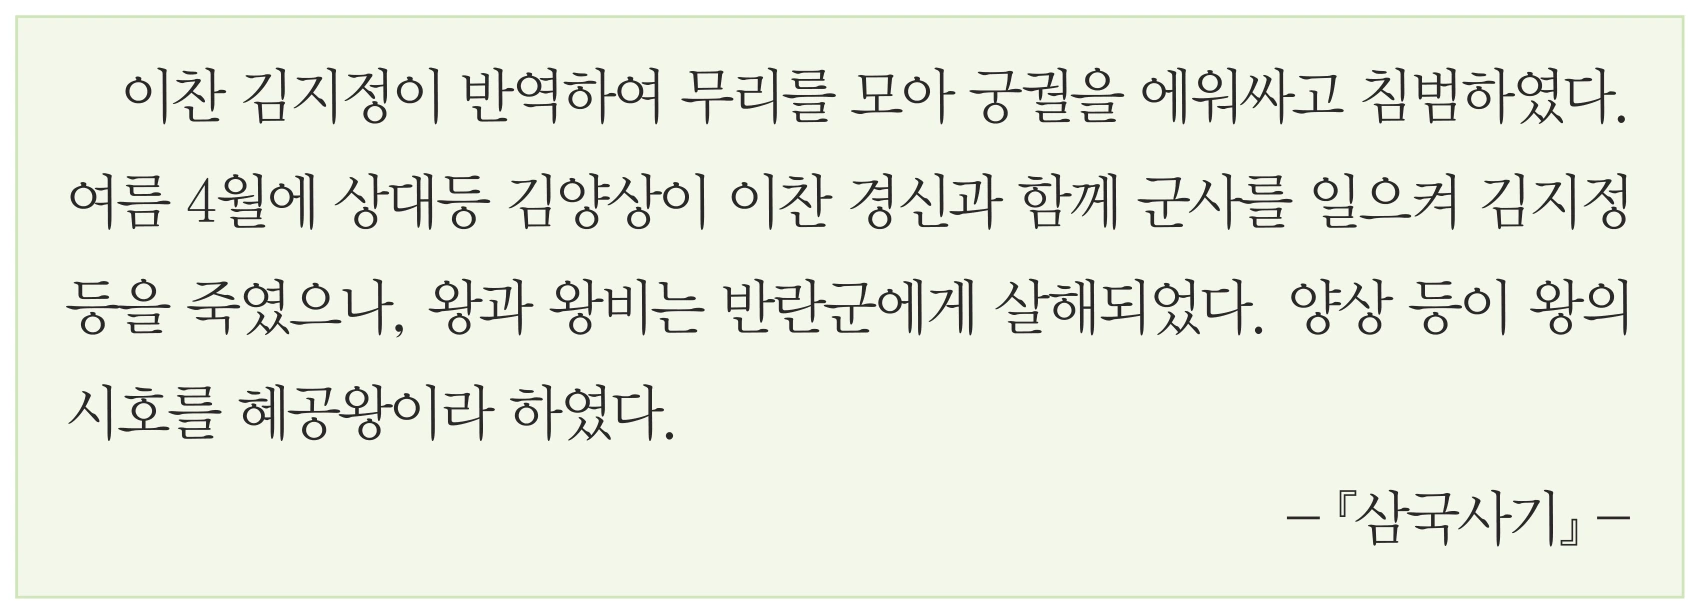 이찬 김지정이 반역하여 무리를 모아 궁궐을 에워싸고 침범하였다.
여름 4월에 상대등 김양상이 이찬 경신과 함께 군사를 일으켜 김지정
등을 죽였으나, 왕과 왕비는 반란군에게 살해되었다. 양상 등이 왕의
시호를 혜공왕이라 하였다.
－『삼국사기』－